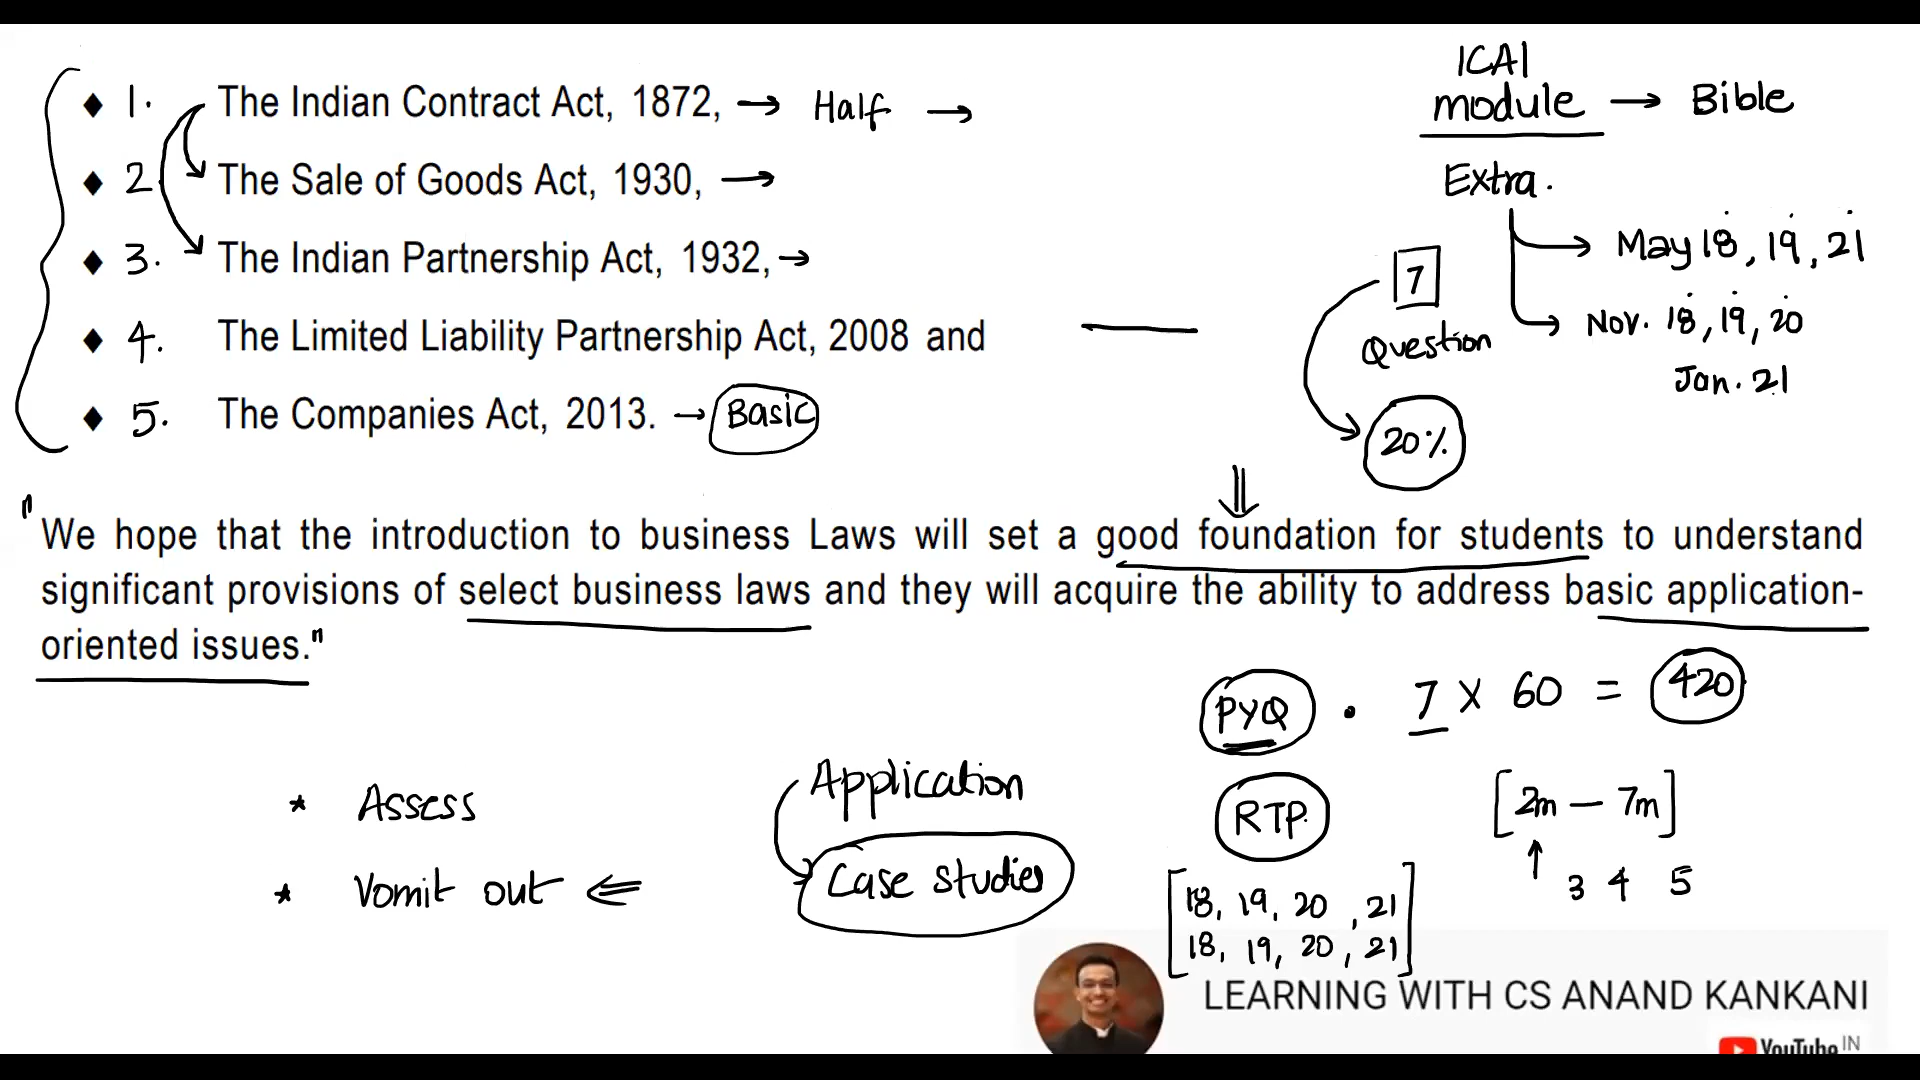 ♦ 1. The Indian Contract Act, 1872, → Half →
♦ 2 The Sale of Goods Act, 1930, →
♦ 3. The Indian Partnership Act, 1932, →
♦ 4. The Limited Liability Partnership Act, 2008 and
♦ 5. The Companies Act, 2013. → Basic
ICAI
module → Bible
Extra.
→ May 18, 19, 21
→ Nov. 18, 19, 20
Jan. 21
7
Question
20%
"We hope that the introduction to business Laws will set a good foundation for students to understand
significant provisions of select business laws and they will acquire the ability to address basic application-
oriented issues."
PYQ . 7 X 60 = 420
* Assess
* Vomit out ⇐
Application
Case studies
RTP.
[2m — 7m]
↑ 3 4 5
18, 19, 20, 21
18, 19, 20, 21
LEARNING WITH CS ANAND KANKANI
YouTube IN